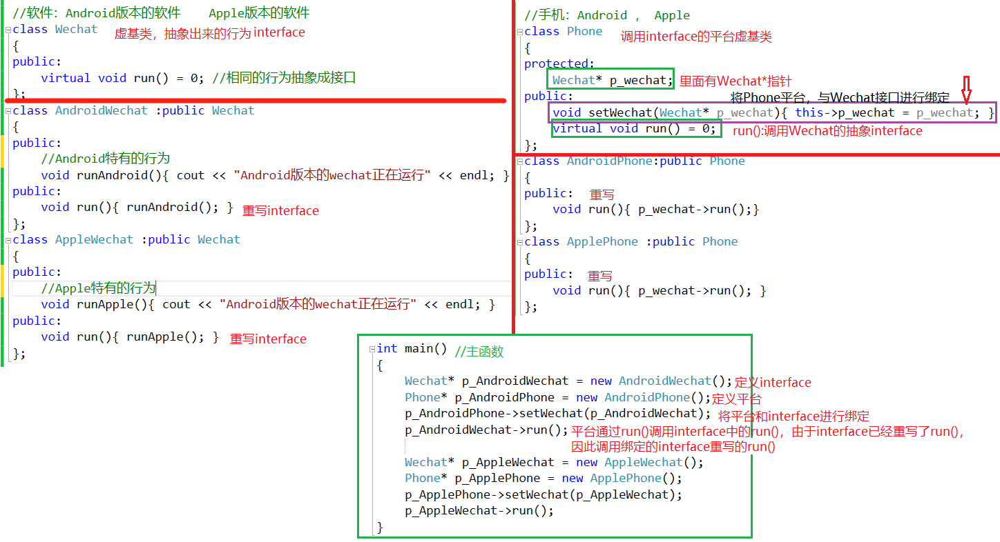 //软件：Android版本的软件    Apple版本的软件
class Wechat 虚基类，抽象出来的行为interface
{
public:
virtual void run() = 0; //相同的行为抽象成接口
};
class AndroidWechat :public Wechat
{
public:
//Android特有的行为
void runAndroid(){ cout << "Android版本的wechat正在运行" << endl; }
public:
void run(){ runAndroid(); } 重写interface
};
class AppleWechat :public Wechat
{
public:
//Apple特有的行为
void runApple(){ cout << "Android版本的wechat正在运行" << endl; }
public:
void run(){ runApple(); } 重写interface
};
//手机：Android ， Apple
class Phone 调用interface的平台虚基类
{
protected:
Wechat* p_wechat; 里面有Wechat*指针
public: 将Phone平台，与Wechat接口进行绑定
void setWechat(Wechat* p_wechat){ this->p_wechat = p_wechat; }
virtual void run() = 0; run():调用Wechat的抽象interface
};
class AndroidPhone:public Phone
{
public: 重写
void run(){ p_wechat->run();}
};
class ApplePhone :public Phone
{
public: 重写
void run(){ p_wechat->run(); }
};
int main() //主函数
{
Wechat* p_AndroidWechat = new AndroidWechat(); 定义interface
Phone* p_AndroidPhone = new AndroidPhone(); 定义平台
p_AndroidPhone->setWechat(p_AndroidWechat); 将平台和interface进行绑定
p_AndroidWechat->run(); 平台通过run()调用interface中的run()，由于interface已经重写了run()，
因此调用绑定的interface重写的run()
Wechat* p_AppleWechat = new AppleWechat();
Phone* p_ApplePhone = new ApplePhone();
p_ApplePhone->setWechat(p_AppleWechat);
p_AppleWechat->run();
}